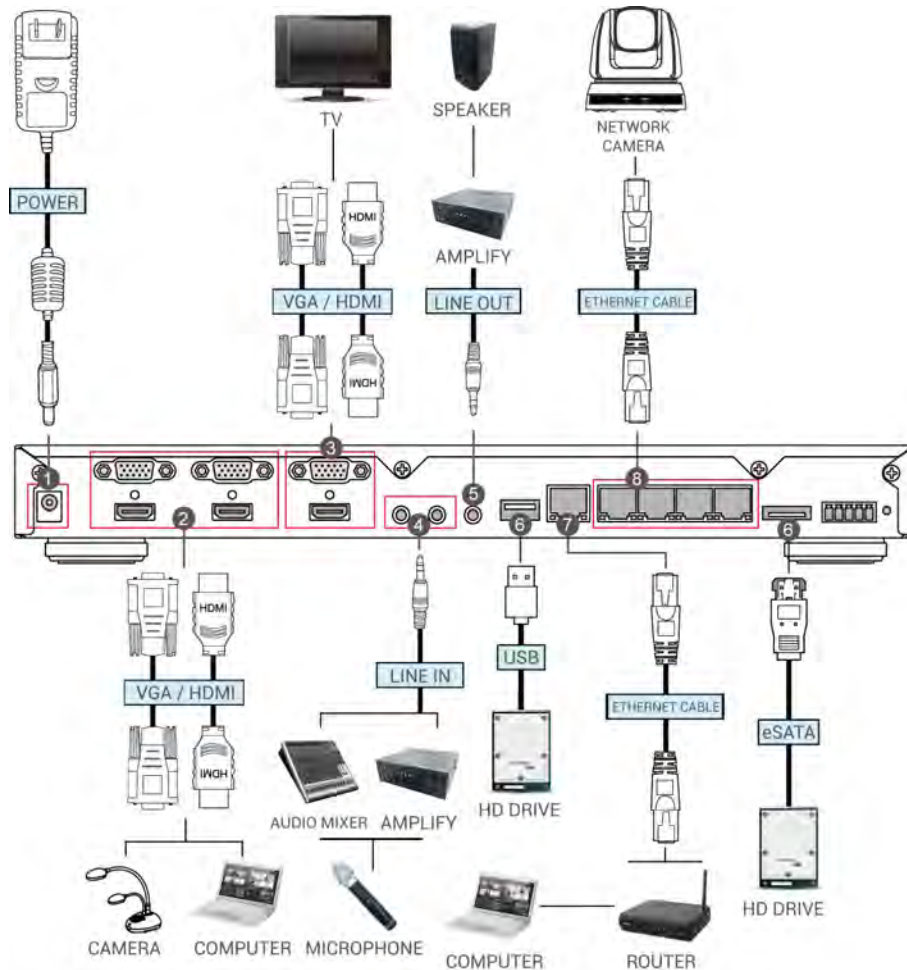 TV
SPEAKER
NETWORK
CAMERA
POWER
HDMI
AMPLIFY
VGA / HDMI
LINE OUT
ETHERNET CABLE
HDMI
3
1
2
4
5
6
7
8
6
HDMI
USB
VGA / HDMI
LINE IN
ETHERNET CABLE
eSATA
HDMI
AUDIO MIXER
AMPLIFY
HD DRIVE
HD DRIVE
CAMERA
COMPUTER
MICROPHONE
COMPUTER
ROUTER